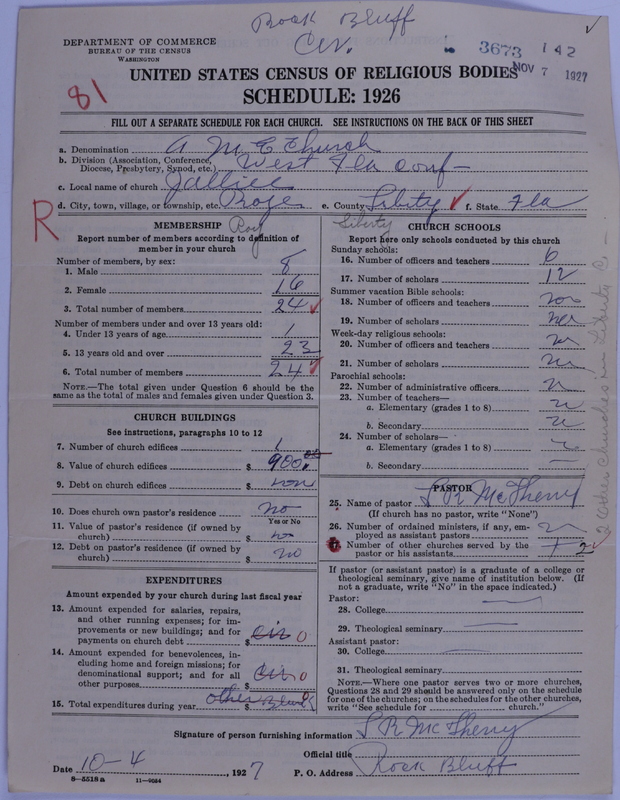 Rock Bluff
Cir.
DEPARTMENT OF COMMERCE
BUREAU OF THE CENSUS
WASHINGTON
3673 142
NOV 7 1927
UNITED STATES CENSUS OF RELIGIOUS BODIES
SCHEDULE: 1926
81
FILL OUT A SEPARATE SCHEDULE FOR EACH CHURCH. SEE INSTRUCTIONS ON THE BACK OF THIS SHEET
a. Denomination A M E Church
b. Division (Association, Conference, Diocese, Presbytery, Synod, etc.) West Fla Conf
c. Local name of church
d. City, town, village, or township, etc. e. County Liberty f. State Fla
R
Liberty
MEMBERSHIP
Report number of members according to definition of
member in your church
Number of members, by sex:
1. Male 8
2. Female 16
3. Total number of members 24
Number of members under and over 13 years old:
4. Under 13 years of age 1
5. 13 years old and over 23
6. Total number of members 24
NOTE.—The total given under Question 6 should be the
same as the total of males and females given under Question 3.
CHURCH BUILDINGS
See instructions, paragraphs 10 to 12
7. Number of church edifices 1
8. Value of church edifices $ 900
9. Debt on church edifices $ non
10. Does church own pastor's residence? no
Yes or No
11. Value of pastor's residence (if owned by
church) $ no
12. Debt on pastor's residence (if owned by
church) $ no
EXPENDITURES
Amount expended by your church during last fiscal year
13. Amount expended for salaries, repairs,
and other running expenses; for im-
provements or new buildings; and for
payments on church debt $ 0
14. Amount expended for benevolences, in-
cluding home and foreign missions; for
denominational support; and for all
other purposes $ 0
15. Total expenditures during year $
CHURCH SCHOOLS
Report here only schools conducted by this church
Sunday schools:
16. Number of officers and teachers 6
17. Number of scholars 12
Summer vacation Bible schools:
18. Number of officers and teachers
19. Number of scholars
Week-day religious schools:
20. Number of officers and teachers
21. Number of scholars
Parochial schools:
22. Number of administrative officers
23. Number of teachers—
a. Elementary (grades 1 to 8)
b. Secondary
24. Number of scholars—
a. Elementary (grades 1 to 8)
b. Secondary
2 other churches in Liberty Co –
PASTOR
25. Name of pastor S R McTherny
(If church has no pastor, write "None")
26. Number of ordained ministers, if any, em-
ployed as assistant pastors
Number of other churches served by the
pastor or his assistants 2
If pastor (or assistant pastor) is a graduate of a college or
theological seminary, give name of institution below. (If
not a graduate, write "No" in the space indicated.)
Pastor:
28. College
29. Theological seminary
Assistant pastor:
30. College
31. Theological seminary
NOTE.—Where one pastor serves two or more churches,
Questions 28 and 29 should be answered only on the schedule
for one of the churches; on the schedules for the other churches,
write "See schedule for church."
Signature of person furnishing information S R McTherny
Official title
Date 10-4, 1927 P. O. Address Rock Bluff
8-5518a 11-9094